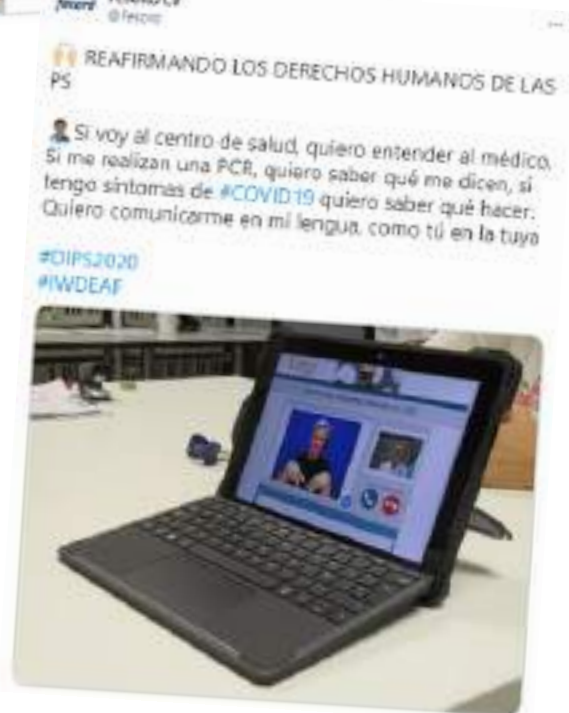 fesord
@fesord
REAFIRMANDO LOS DERECHOS HUMANOS DE LAS
PS
Si voy al centro de salud, quiero entender al médico.
Si me realizan una PCR, quiero saber qué me dicen, si
tengo síntomas de #COVID19 quiero saber qué hacer.
Quiero comunicarme en mi lengua, como tú en la tuya
#DIPS2020
#IWDEAF